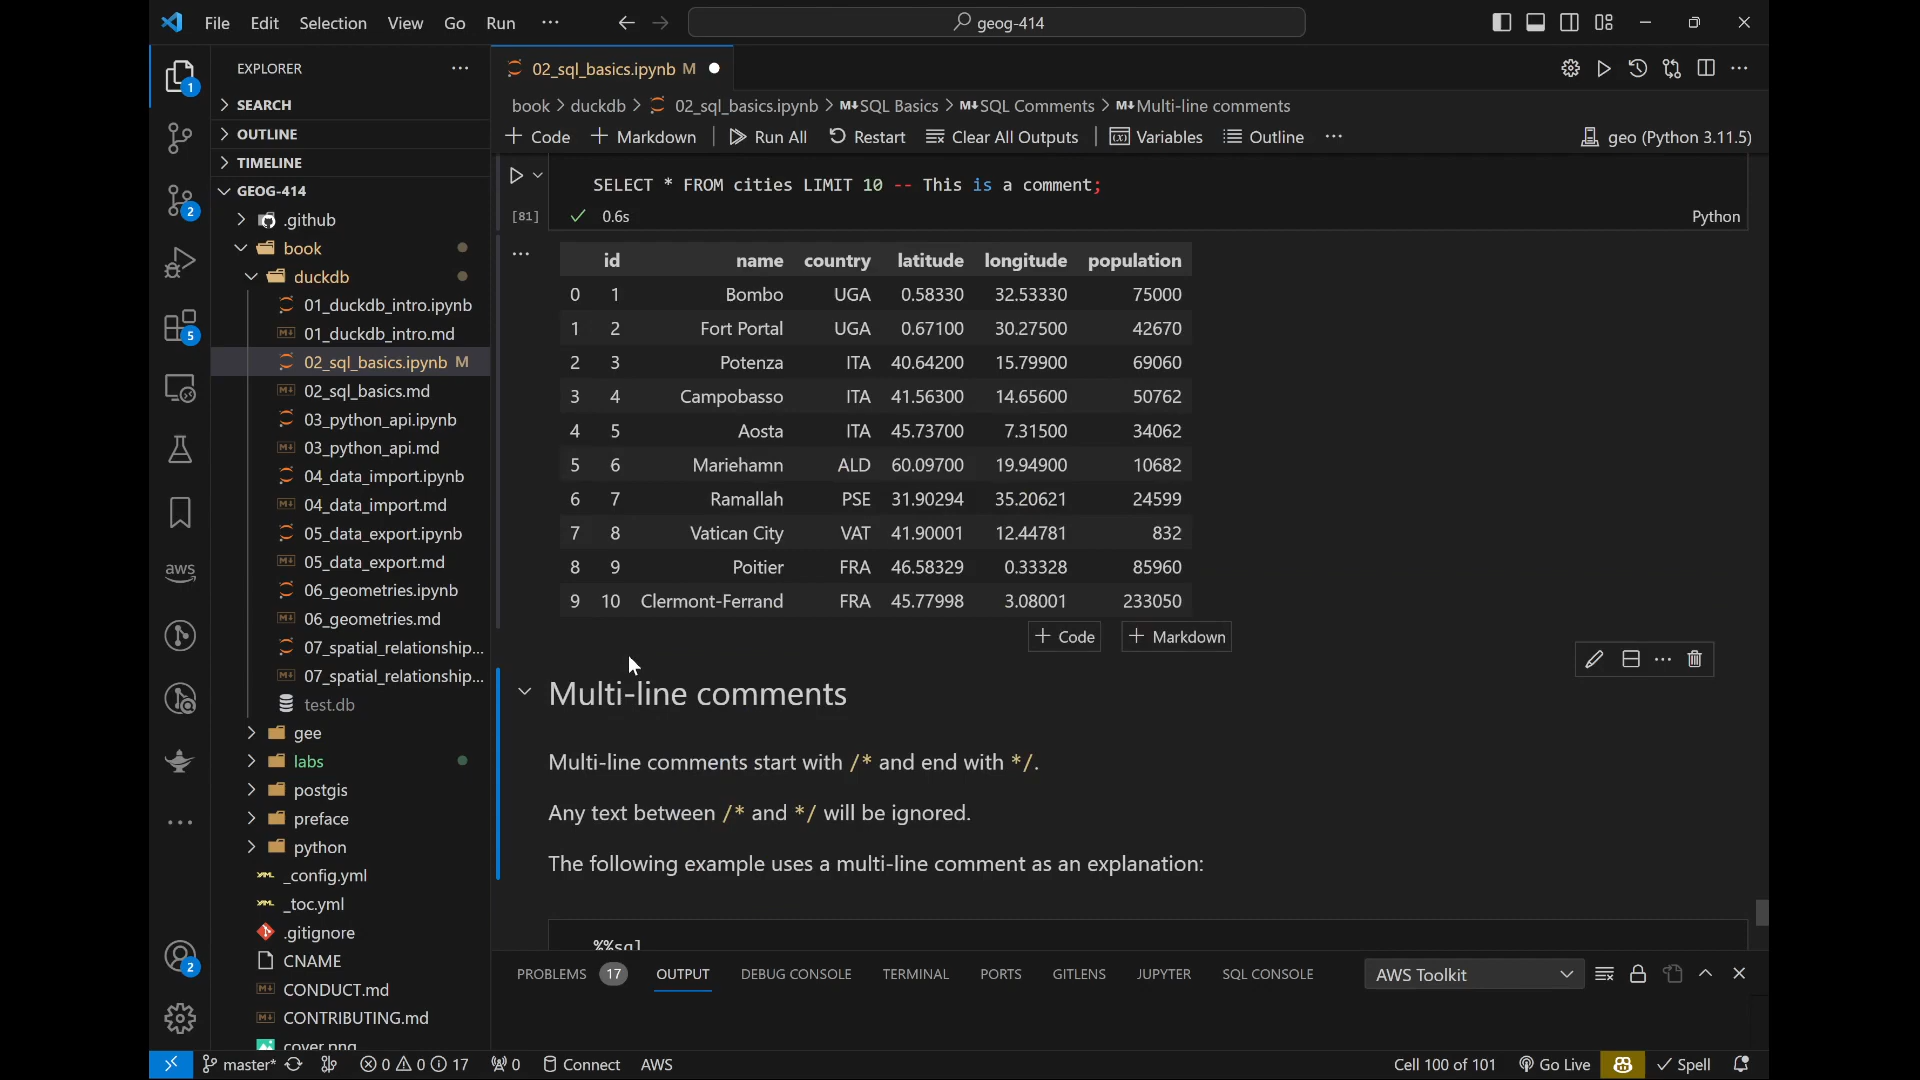 File Edit Selection View Go Run ... geog-414
EXPLORER ...
SEARCH
OUTLINE
TIMELINE
GEOG-414
.github
book
duckdb
01_duckdb_intro.ipynb
01_duckdb_intro.md
02_sql_basics.ipynb M
02_sql_basics.md
03_python_api.ipynb
03_python_api.md
04_data_import.ipynb
04_data_import.md
05_data_export.ipynb
05_data_export.md
06_geometries.ipynb
06_geometries.md
07_spatial_relationship...
07_spatial_relationship...
test.db
gee
labs
postgis
preface
python
_config.yml
_toc.yml
.gitignore
CNAME
CONDUCT.md
CONTRIBUTING.md
cover.png
1
2
5
aws
2
02_sql_basics.ipynb M
book > duckdb > 02_sql_basics.ipynb > M↓SQL Basics > M↓SQL Comments > M↓Multi-line comments
+ Code + Markdown Run All Restart Clear All Outputs Variables Outline ... geo (Python 3.11.5)
SELECT * FROM cities LIMIT 10 -- This is a comment;
[81] ✓ 0.6s Python
id name country latitude longitude population
0 1 Bombo UGA 0.58330 32.53330 75000
1 2 Fort Portal UGA 0.67100 30.27500 42670
2 3 Potenza ITA 40.64200 15.79900 69060
3 4 Campobasso ITA 41.56300 14.65600 50762
4 5 Aosta ITA 45.73700 7.31500 34062
5 6 Mariehamn ALD 60.09700 19.94900 10682
6 7 Ramallah PSE 31.90294 35.20621 24599
7 8 Vatican City VAT 41.90001 12.44781 832
8 9 Poitier FRA 46.58329 0.33328 85960
9 10 Clermont-Ferrand FRA 45.77998 3.08001 233050
+ Code + Markdown
Multi-line comments
Multi-line comments start with /* and end with */.
Any text between /* and */ will be ignored.
The following example uses a multi-line comment as an explanation:
%%sql
PROBLEMS 17 OUTPUT DEBUG CONSOLE TERMINAL PORTS GITLENS JUPYTER SQL CONSOLE AWS Toolkit
master* 0 0 17 0 Connect AWS Cell 100 of 101 Go Live Spell